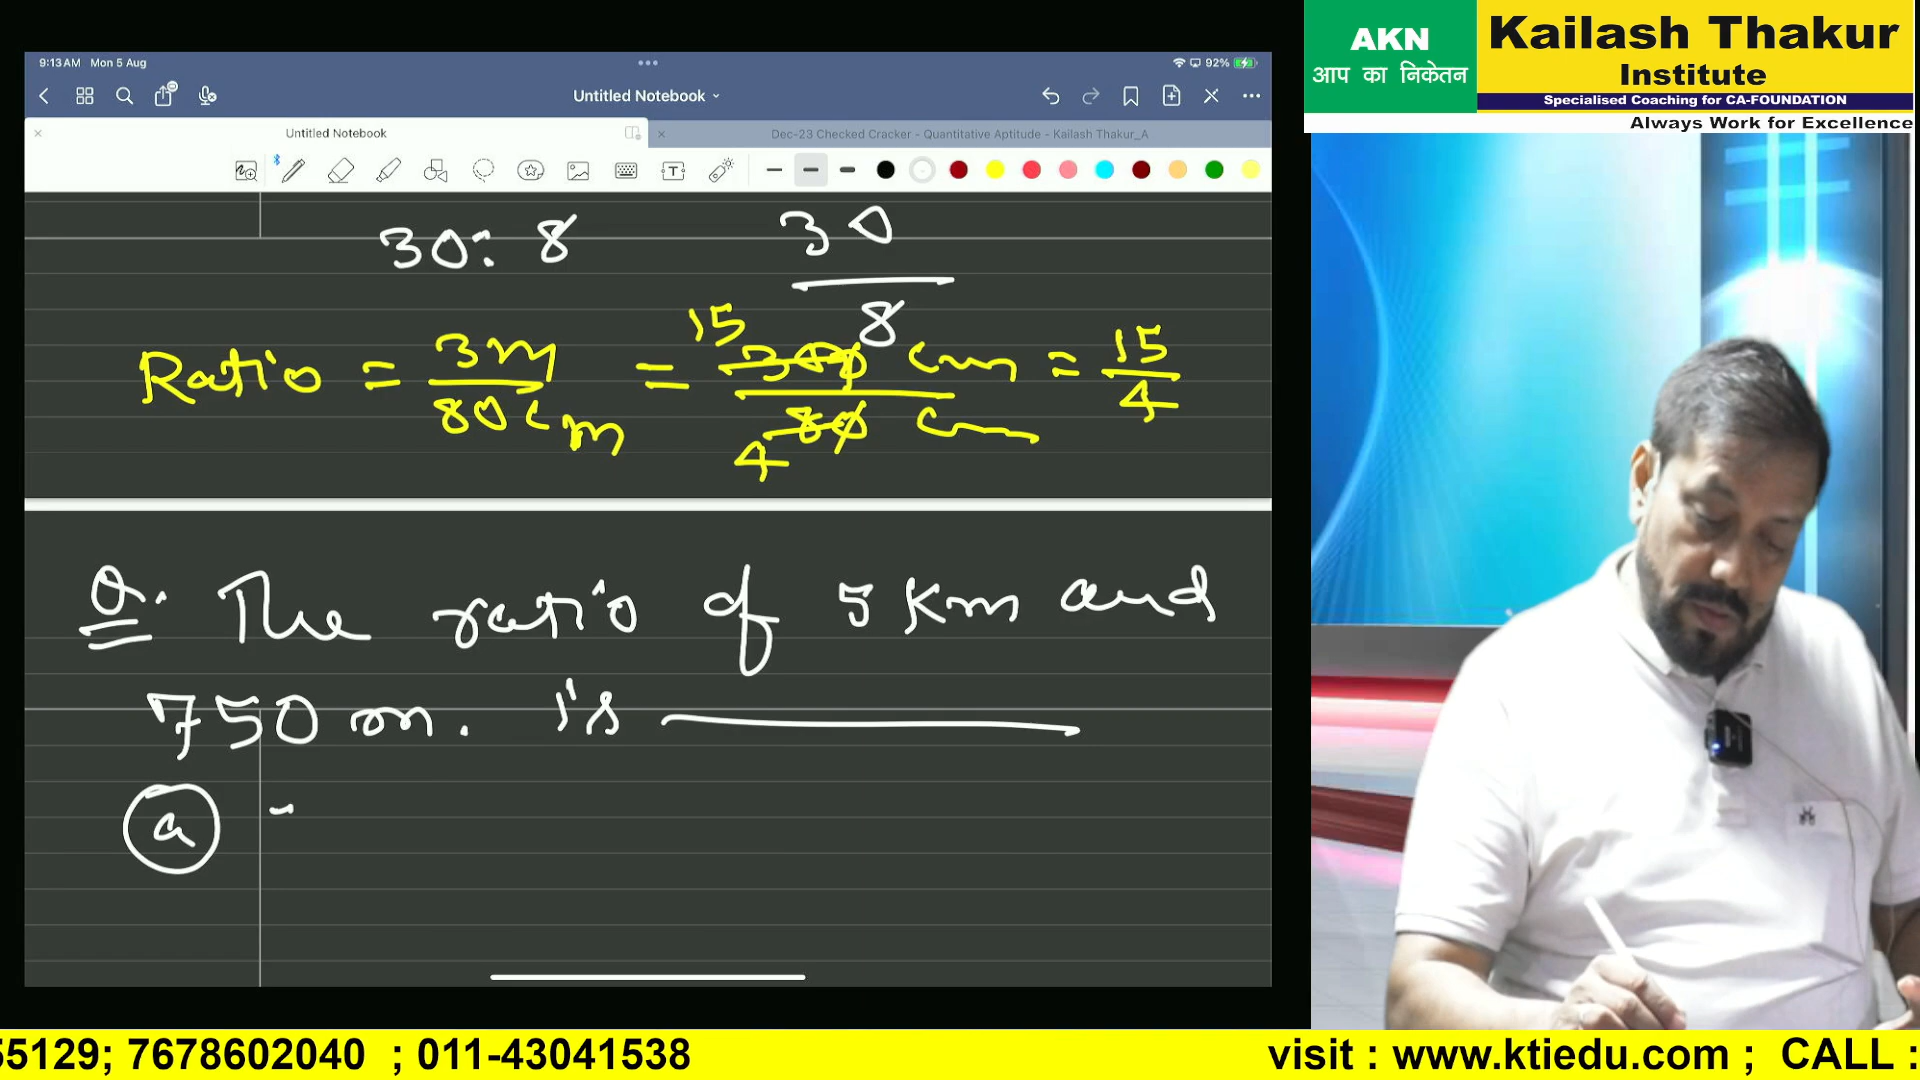 AKN
आप का निकेतन
Kailash Thakur
Institute
Specialised Coaching for CA-FOUNDATION
Always Work for Excellence
9:13 AM Mon 5 Aug
92%
Untitled Notebook
Untitled Notebook
Dec-23 Checked Cracker - Quantitative Aptitude - Kailash Thakur_A
30 : 8
30
8
Ratio = 3m / 80 cm = 300 cm / 80 cm = 15 / 4
15
4
Q. The ratio of 5 Km and
750 m. is
a
55129; 7678602040 ; 011-43041538
visit : www.ktiedu.com ; CALL :